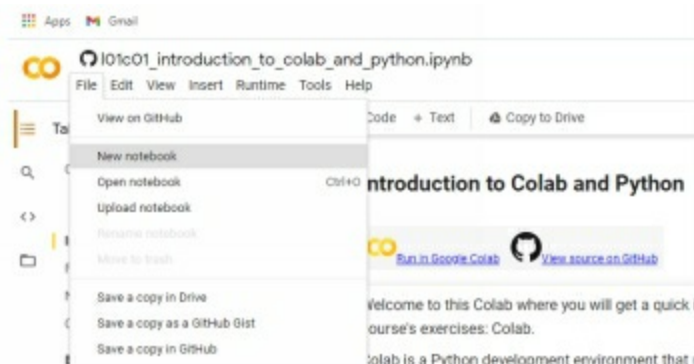 Apps Gmail
l01c01_introduction_to_colab_and_python.ipynb
File Edit View Insert Runtime Tools Help
View on GitHub
Code + Text Copy to Drive
Ta
New notebook
Open notebook Ctrl+O
Upload notebook
Rename notebook
Move to trash
Save a copy in Drive
Save a copy as a GitHub Gist
Save a copy in GitHub
ntroduction to Colab and Python
Run in Google Colab View source on GitHub
Welcome to this Colab where you will get a quick
ourse's exercises: Colab.
Colab is a Python development environment that